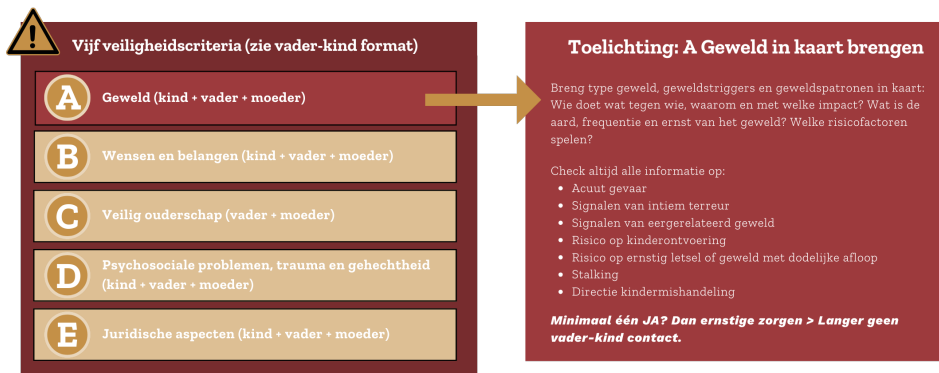 Vijf veiligheidscriteria (zie vader-kind format)
A
Geweld (kind + vader + moeder)
B
Wensen en belangen (kind + vader + moeder)
C
Veilig ouderschap (vader + moeder)
D
Psychosociale problemen, trauma en gehechtheid
(kind + vader + moeder)
E
Juridische aspecten (kind + vader + moeder)
Toelichting: A Geweld in kaart brengen
Breng type geweld, geweldstriggers en geweldspatronen in kaart:
Wie doet wat tegen wie, waarom en met welke impact? Wat is de
aard, frequentie en ernst van het geweld? Welke risicofactoren
spelen?
Check altijd alle informatie op:
• Acuut gevaar
• Signalen van intiem terreur
• Signalen van eergerelateerd geweld
• Risico op kinderontvoering
• Risico op ernstig letsel of geweld met dodelijke afloop
• Stalking
• Directie kindermishandeling
Minimaal één JA? Dan ernstige zorgen > Langer geen
vader-kind contact.